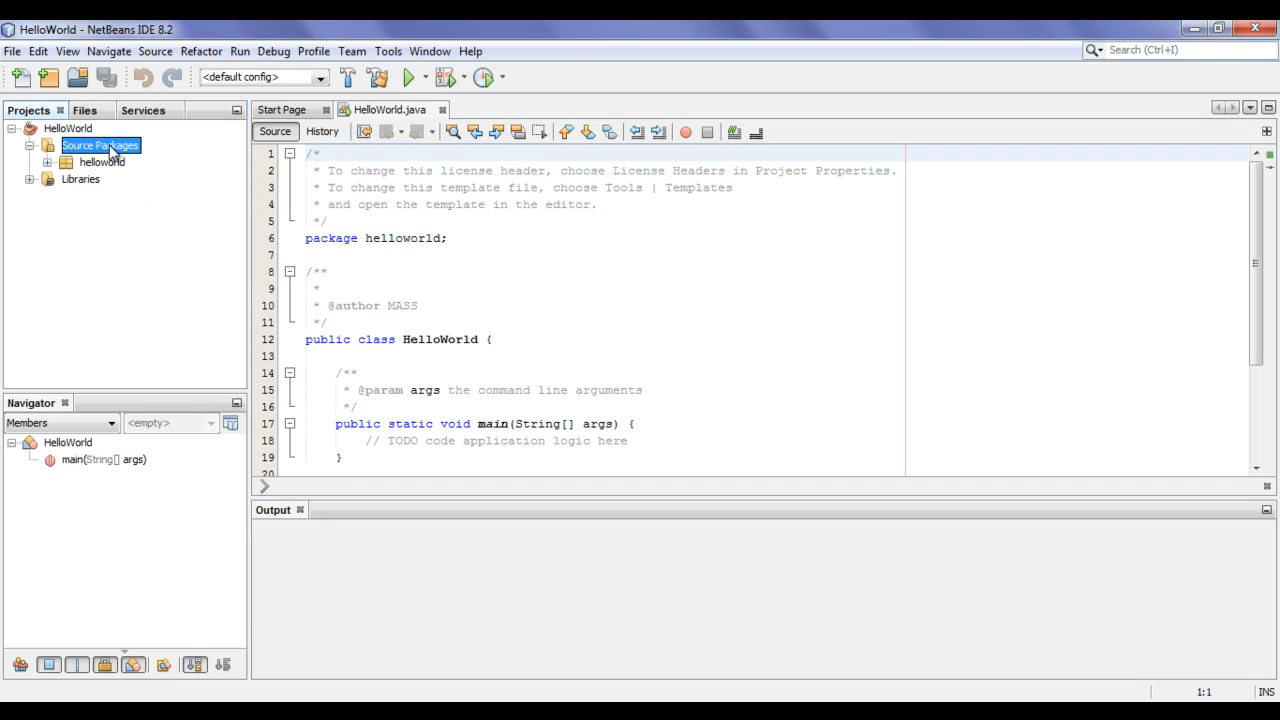 HelloWorld - NetBeans IDE 8.2
File Edit View Navigate Source Refactor Run Debug Profile Team Tools Window Help
Search (Ctrl+I)
<default config>
Projects Files Services
HelloWorld
Source Packages
helloworld
Libraries
Navigator
Members <empty>
HelloWorld
main(String[] args)
Start Page HelloWorld.java
Source History
1 /*
2 * To change this license header, choose License Headers in Project Properties.
3 * To change this template file, choose Tools | Templates
4 * and open the template in the editor.
5 */
6 package helloworld;
7
8 /**
9 *
10 * @author MASS
11 */
12 public class HelloWorld {
13
14 /**
15 * @param args the command line arguments
16 */
17 public static void main(String[] args) {
18 // TODO code application logic here
19 }
20
Output
1:1 INS